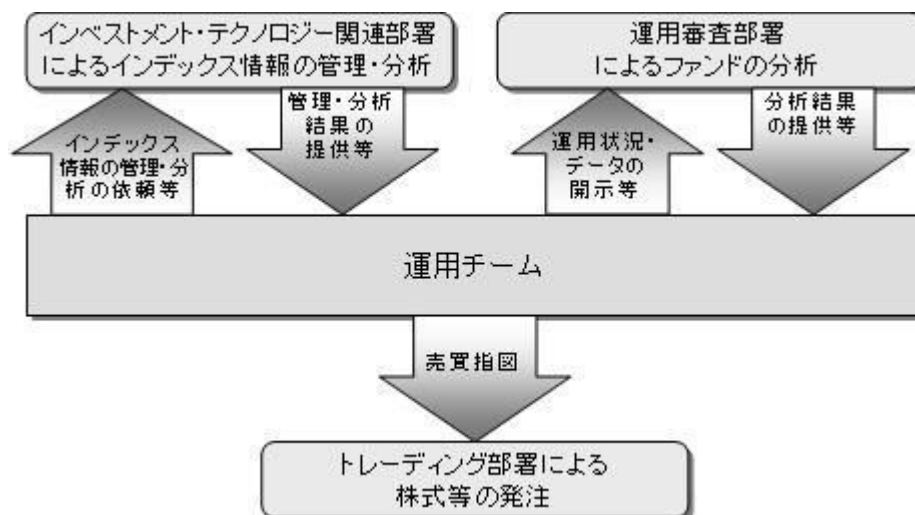 インベストメント・テクノロジー関連部署
によるインデックス情報の管理・分析
運用審査部署
によるファンドの分析
インデックス
情報の管理・分
析の依頼等
管理・分析
結果の
提供等
運用状況・
データの
開示等
分析結果
の提供等
運用チーム
売買指図
トレーディング部署による
株式等の発注